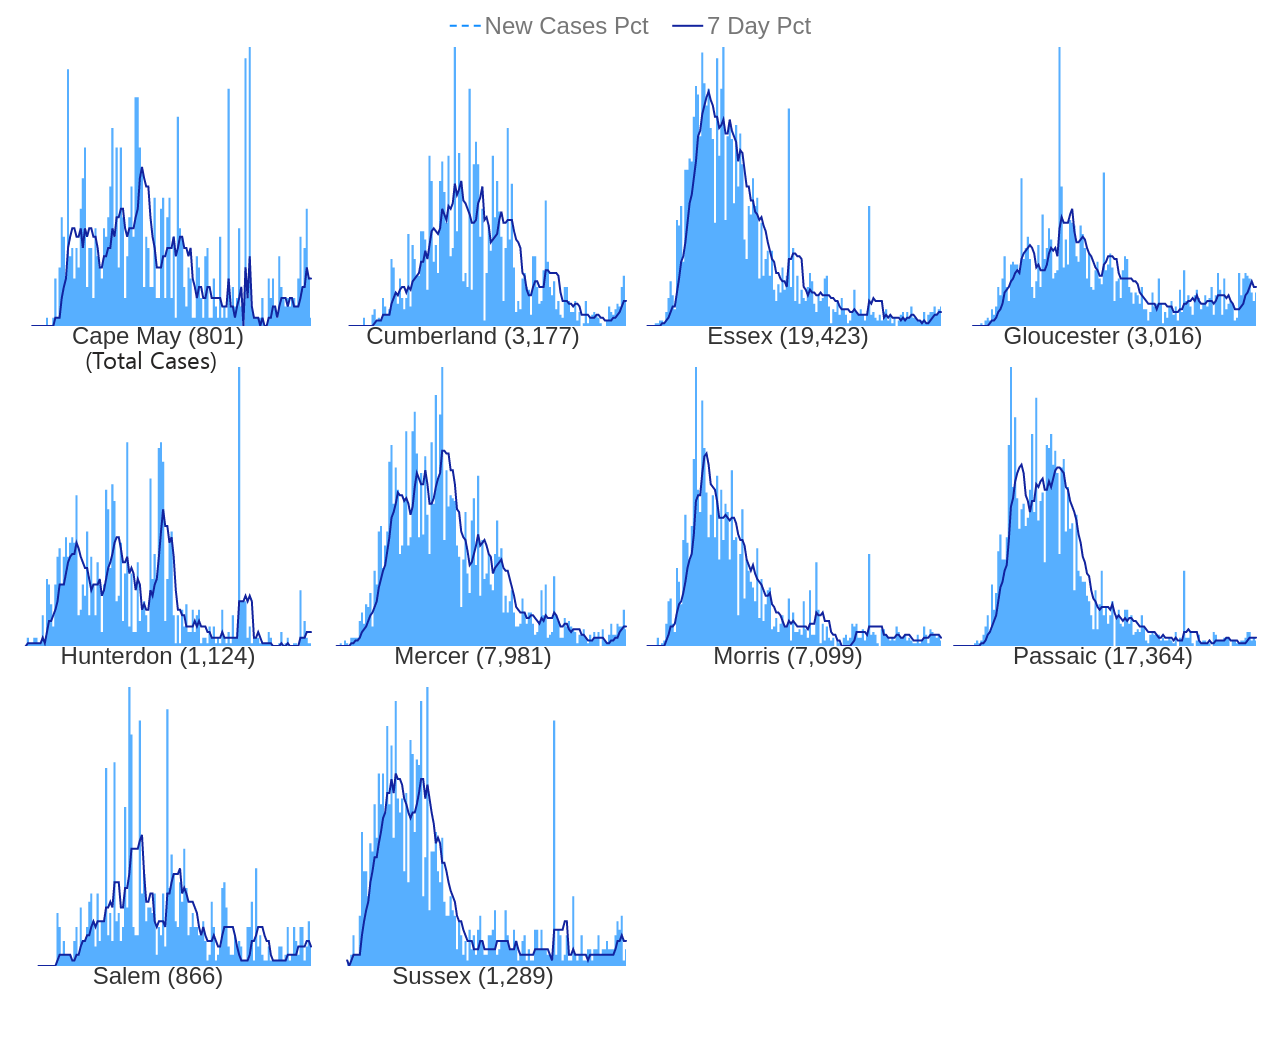 New Cases Pct 7 Day Pct
Cape May (801) Cumberland (3,177) Essex (19,423) Gloucester (3,016)
(Total Cases)
Hunterdon (1,124) Mercer (7,981) Morris (7,099) Passaic (17,364)
Salem (866) Sussex (1,289)